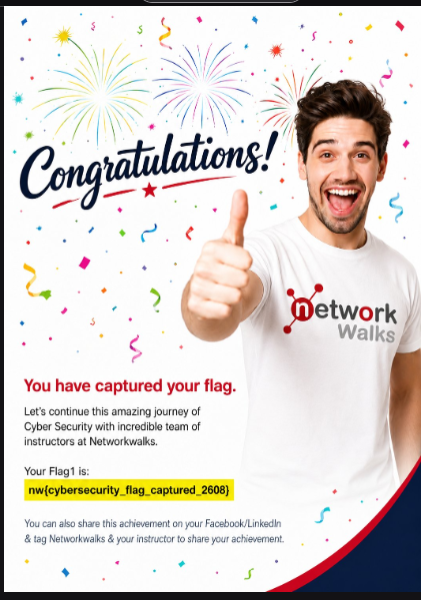 Congratulations!
network
Walks
You have captured your flag.
Let's continue this amazing journey of
Cyber Security with incredible team of
instructors at Networkwalks.
Your Flag1 is:
nw{cybersecurity_flag_captured_2608}
You can also share this achievement on your Facebook/LinkedIn
& tag Networkwalks & your instructor to share your achievement.